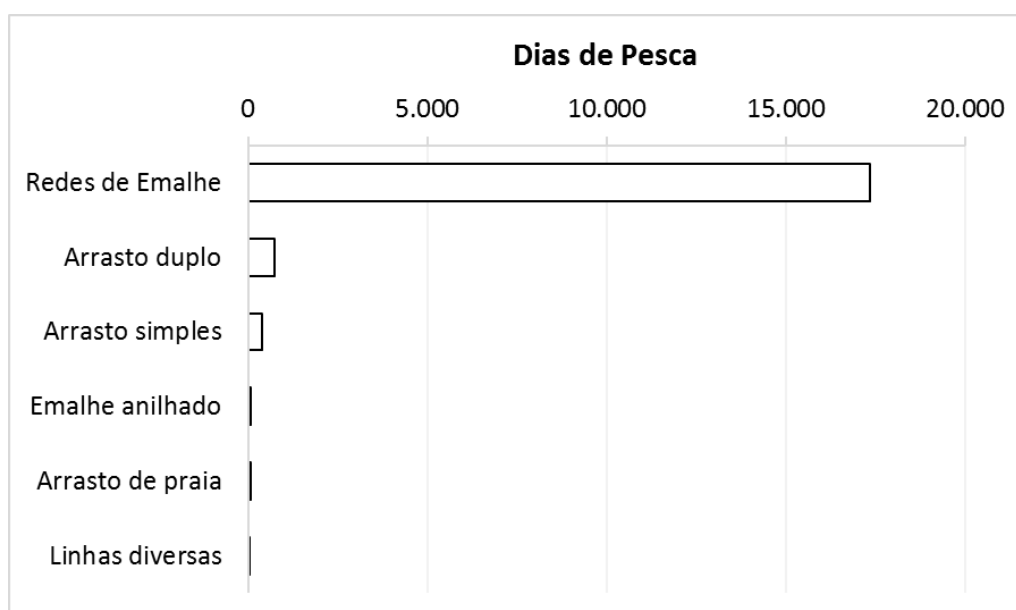 Dias de Pesca
0 5.000 10.000 15.000 20.000
Redes de Emalhe
Arrasto duplo
Arrasto simples
Emalhe anilhado
Arrasto de praia
Linhas diversas